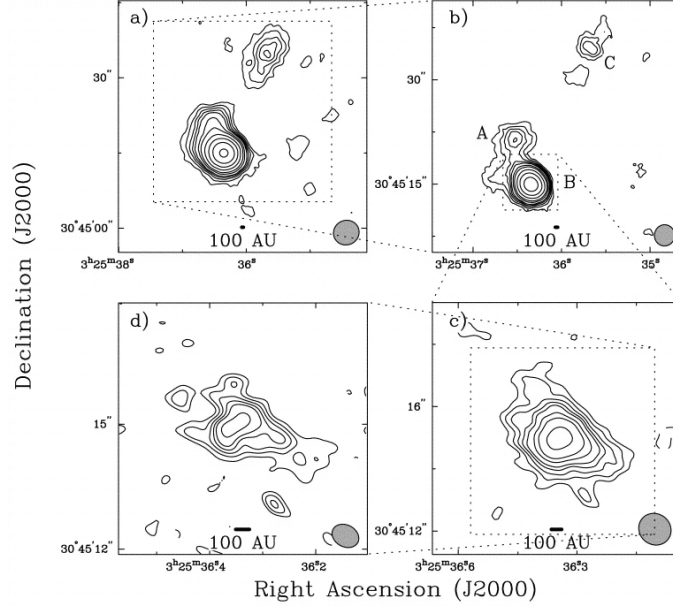 a)
30"
30°45'00"
100 AU
3ʰ25ᵐ38ˢ
36ˢ
b)
C
A
B
30°45'15"
100 AU
3ʰ25ᵐ37ˢ
36ˢ
35ˢ
d)
15"
30°45'12"
100 AU
3ʰ25ᵐ36ˢ.4
36ˢ.2
c)
16"
30°45'12"
100 AU
3ʰ25ᵐ36ˢ.6
36ˢ.3
Declination (J2000)
Right Ascension (J2000)